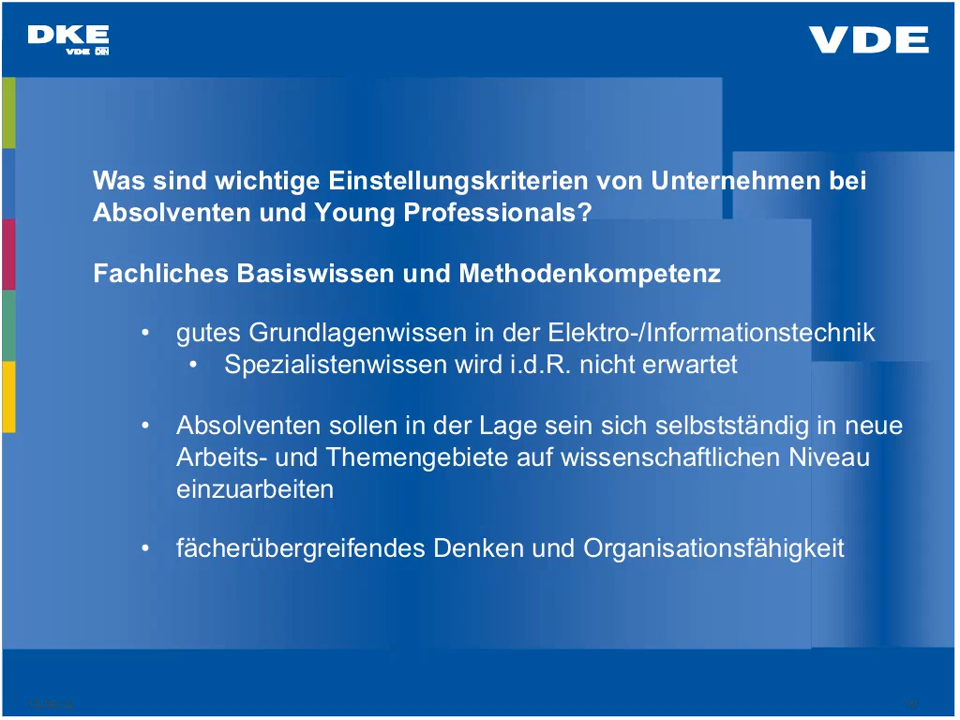 DKE
VDE DIN
VDE
Was sind wichtige Einstellungskriterien von Unternehmen bei
Absolventen und Young Professionals?
Fachliches Basiswissen und Methodenkompetenz
• gutes Grundlagenwissen in der Elektro-/Informationstechnik
• Spezialistenwissen wird i.d.R. nicht erwartet
• Absolventen sollen in der Lage sein sich selbstständig in neue
Arbeits- und Themengebiete auf wissenschaftlichen Niveau
einzuarbeiten
• fächerübergreifendes Denken und Organisationsfähigkeit